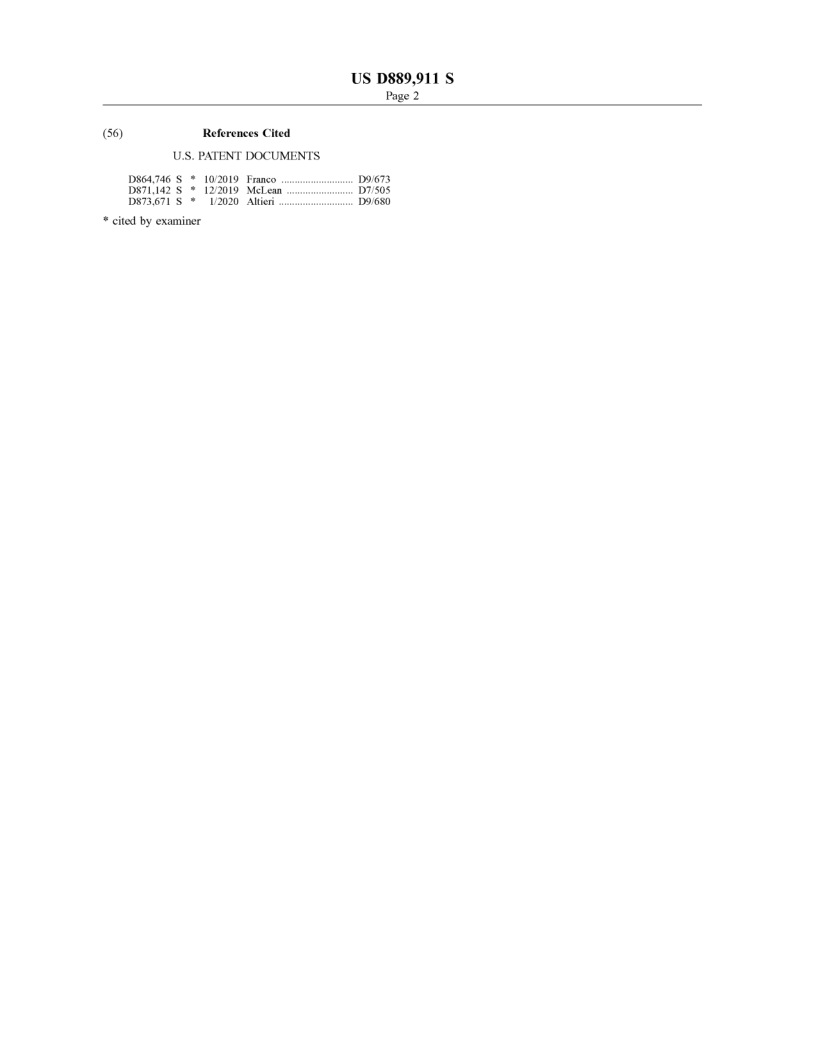 US D889,911 S
Page 2
(56) References Cited
U.S. PATENT DOCUMENTS
D864,746 S * 10/2019 Franco ........................... D9/673
D871,142 S * 12/2019 McLean ......................... D7/505
D873,671 S * 1/2020 Altieri ............................ D9/680
* cited by examiner